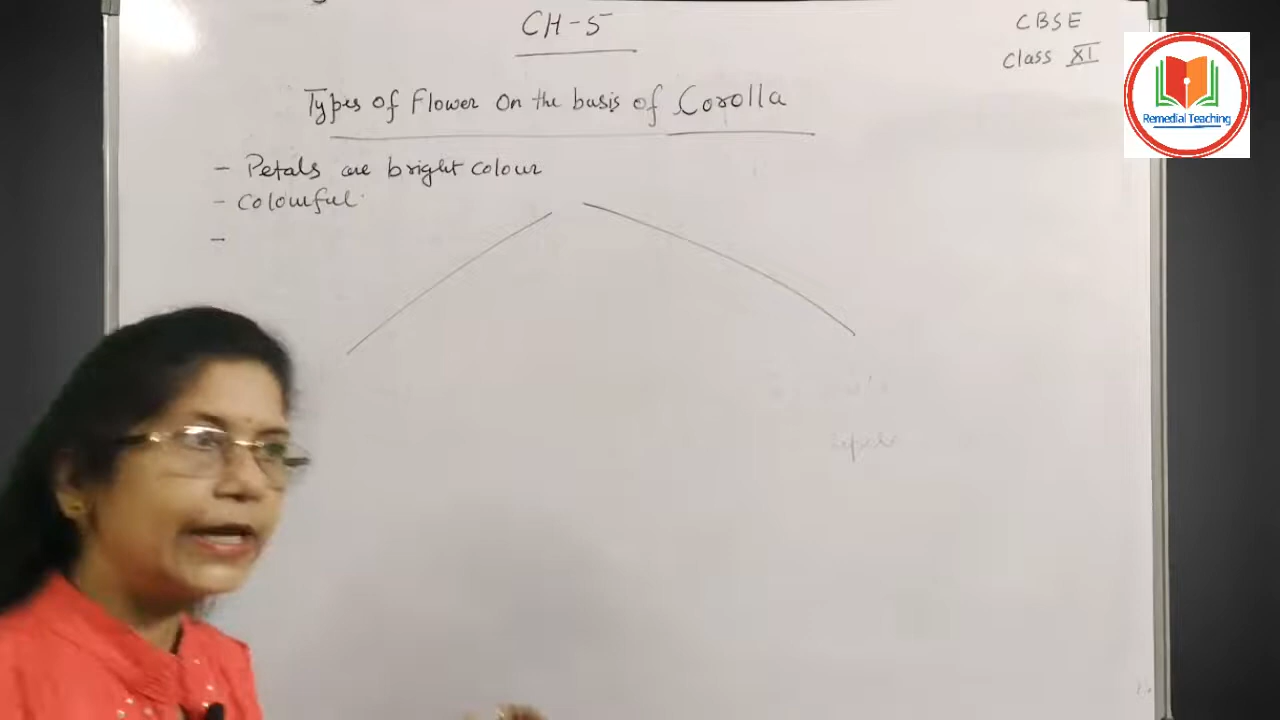 CH-5
CBSE
Class XI
Types of Flower on the basis of Corolla
- Petals are bright colour
- Colourful
-
Remedial Teaching